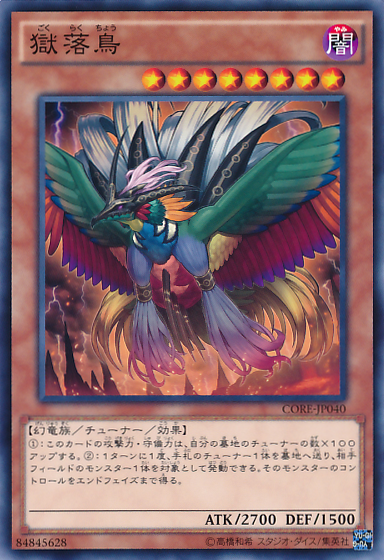 ごく らく ちょう
獄落鳥
やみ
闇
CORE-JP040
【幻竜族/チューナー/効果】
①:このカードの攻撃力・守備力は、自分の墓地のチューナーの数×100
アップする。②:1ターンに1度、手札のチューナー1体を墓地へ送り、相手
フィールドのモンスター1体を対象として発動できる。そのモンスターのコ
ントロールをエンドフェイズまで得る。
ATK/2700 DEF/1500
84845628
©高橋和希 スタジオ・ダイス/集英社